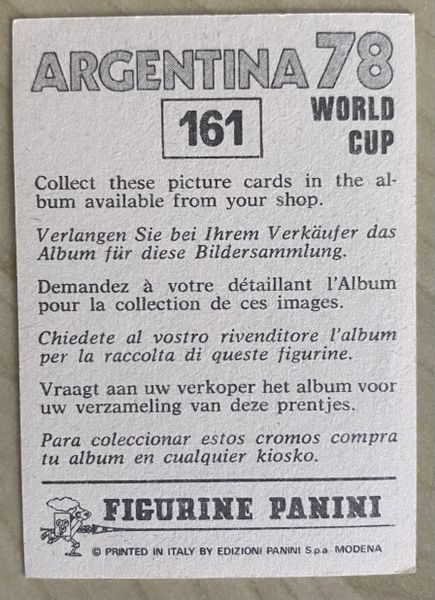 ARGENTINA 78
161
WORLD
CUP
Collect these picture cards in the al-
bum available from your shop.
Verlangen Sie bei Ihrem Verkäufer das
Album für diese Bildersammlung.
Demandez à votre détaillant l'Album
pour la collection de ces images.
Chiedete al vostro rivenditore l'album
per la raccolta di queste figurine.
Vraagt aan uw verkoper het album voor
uw verzameling van deze prentjes.
Para coleccionar estos cromos compra
tu album en cualquier kiosko.
FIGURINE PANINI
© PRINTED IN ITALY BY EDIZIONI PANINI S.p.a - MODENA